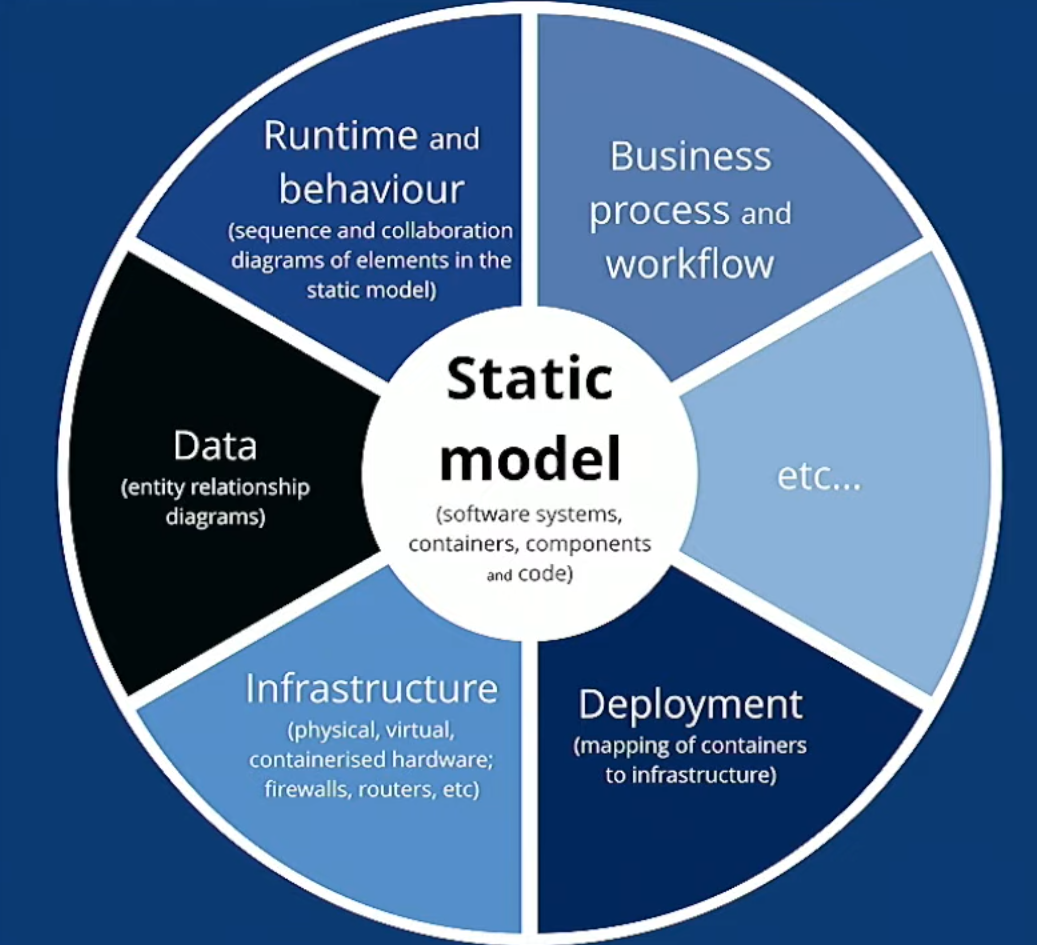 Runtime and
behaviour
(sequence and collaboration
diagrams of elements in the
static model)
Business
process and
workflow
Static
model
(software systems,
containers, components
and code)
Data
(entity relationship
diagrams)
etc...
Infrastructure
(physical, virtual,
containerised hardware;
firewalls, routers, etc)
Deployment
(mapping of containers
to infrastructure)